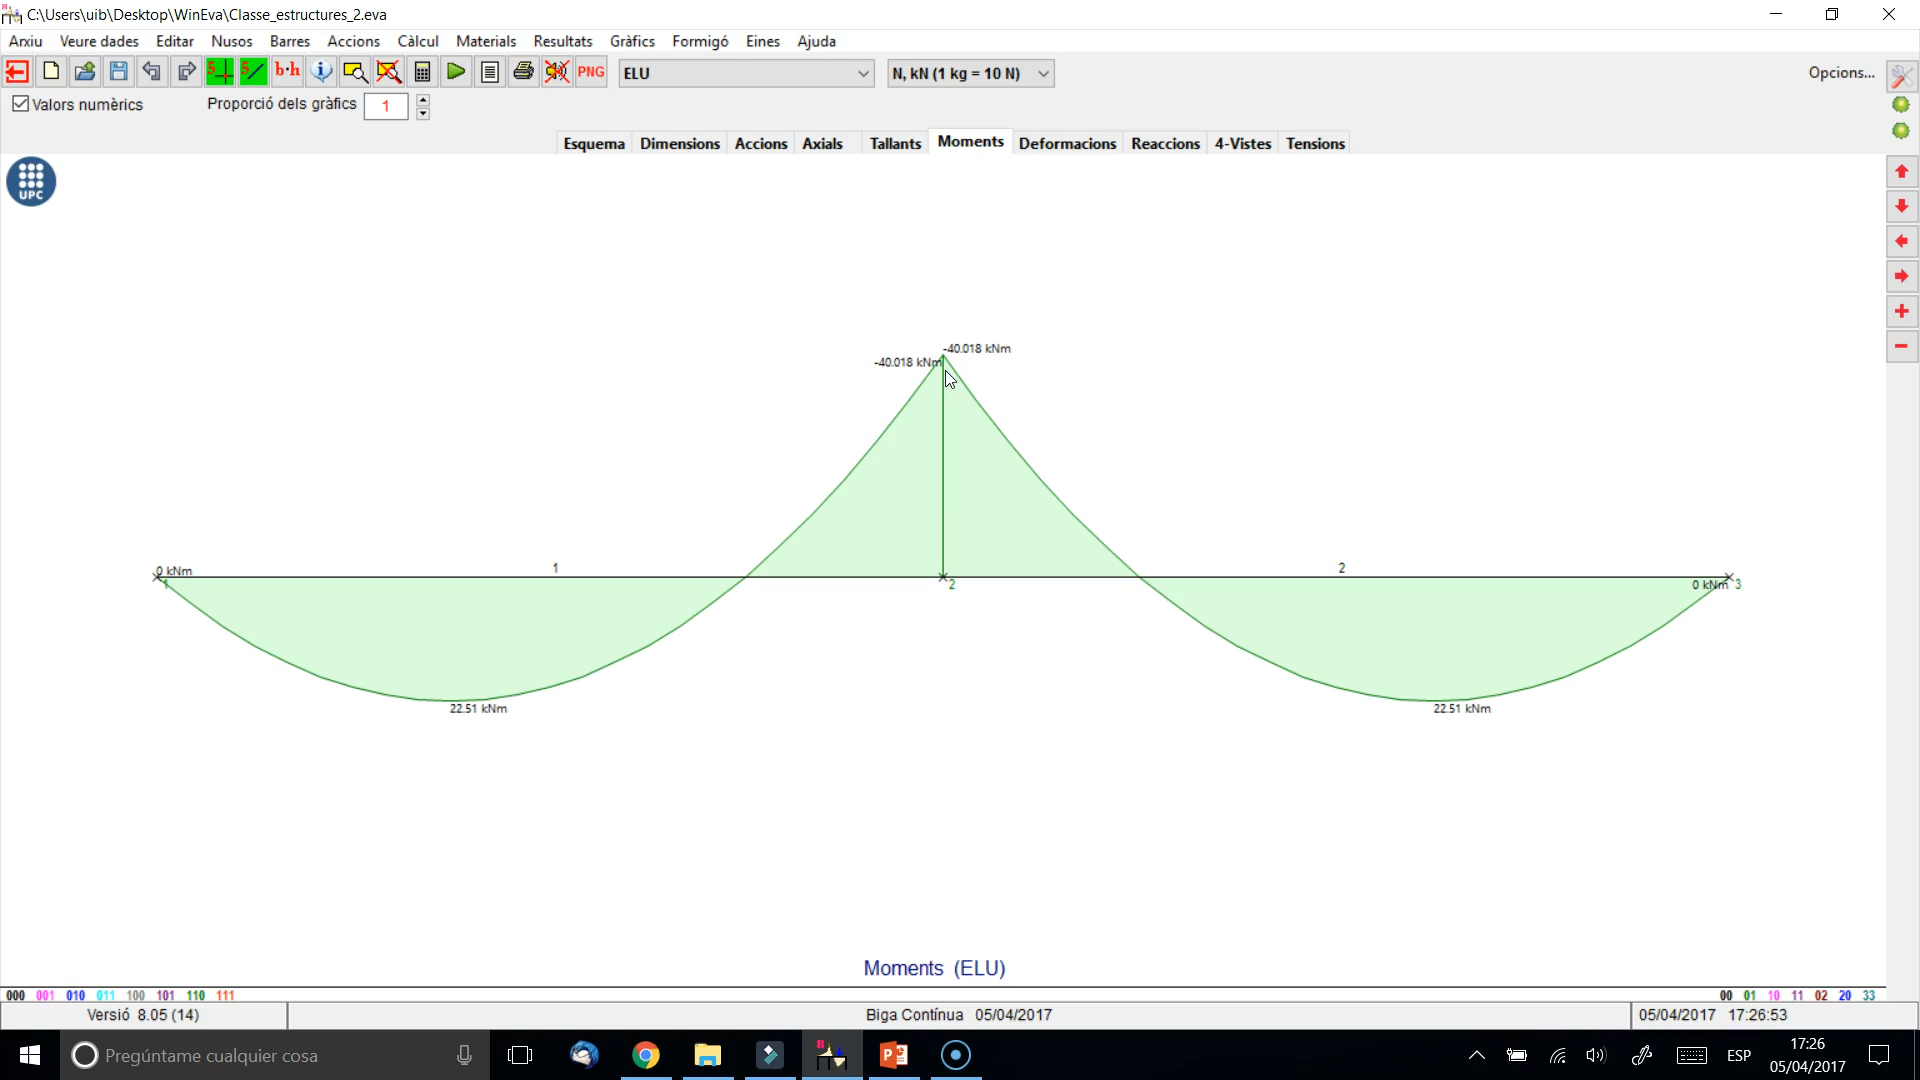 C:\Users\uib\Desktop\WinEva\Classe_estructures_2.eva
Arxiu Veure dades Editar Nusos Barres Accions Càlcul Materials Resultats Gràfics Formigó Eines Ajuda
5 5 b·h PNG ELU N, kN (1 kg = 10 N) Opcions...
Valors numèrics Proporció dels gràfics 1
Esquema Dimensions Accions Axials Tallants Moments Deformacions Reaccions 4-Vistes Tensions
UPC
-40.018 kNm
-40.018 kNm
0 kNm 1 2
1 2 0 kNm 3
22.51 kNm 22.51 kNm
Moments (ELU)
000 001 010 011 100 101 110 111 00 01 10 11 02 20 33
Versió 8.05 (14) Biga Contínua 05/04/2017 05/04/2017 17:26:53
Pregúntame cualquier cosa ESP 17:26
05/04/2017